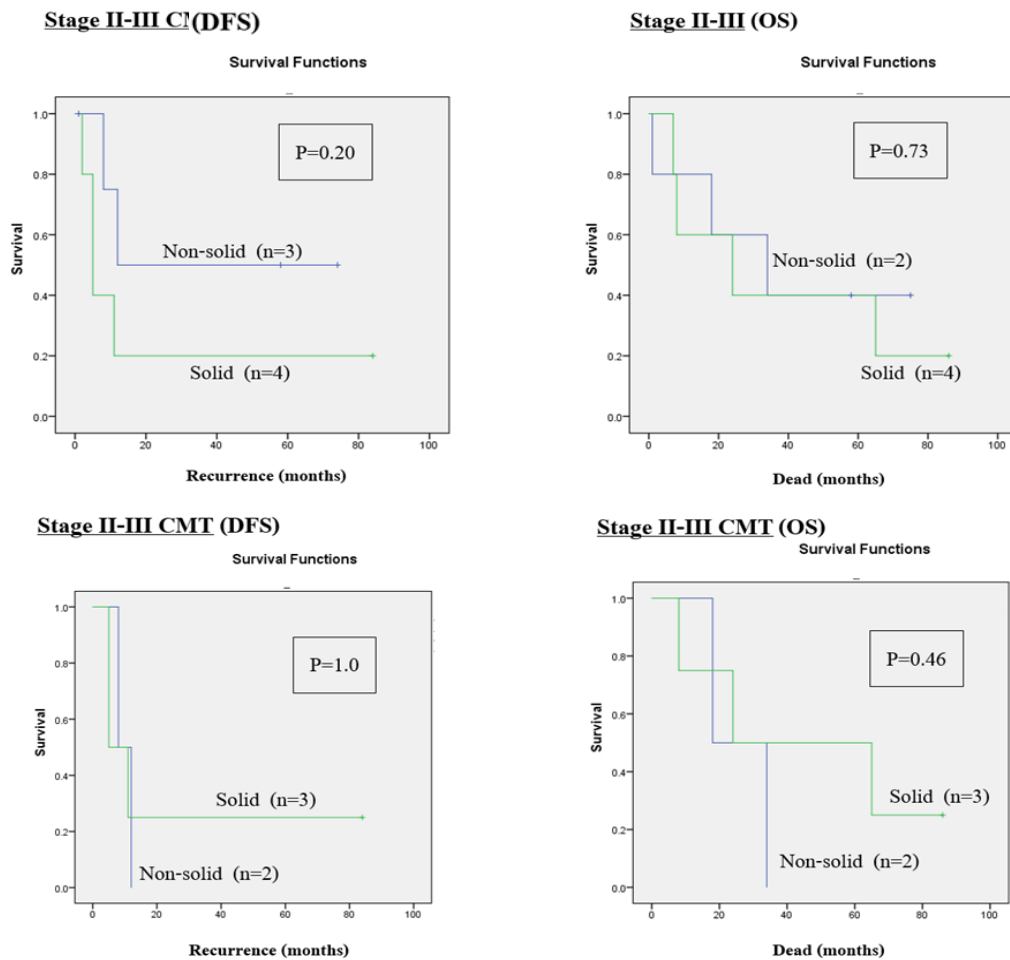 Stage II-III C (DFS)
Survival Functions
P=0.20
Non-solid (n=3)
Solid (n=4)
Survival
1.0
0.8
0.6
0.4
0.2
0.0
0 20 40 60 80 100
Recurrence (months)
Stage II-III (OS)
Survival Functions
P=0.73
Non-solid (n=2)
Solid (n=4)
Survival
1.0
0.8
0.6
0.4
0.2
0.0
0 20 40 60 80 100
Dead (months)
Stage II-III CMT (DFS)
Survival Functions
P=1.0
Solid (n=3)
Non-solid (n=2)
Survival
1.0
0.8
0.6
0.4
0.2
0.0
0 20 40 60 80 100
Recurrence (months)
Stage II-III CMT (OS)
Survival Functions
P=0.46
Solid (n=3)
Non-solid (n=2)
Survival
1.0
0.8
0.6
0.4
0.2
0.0
0 20 40 60 80 100
Dead (months)